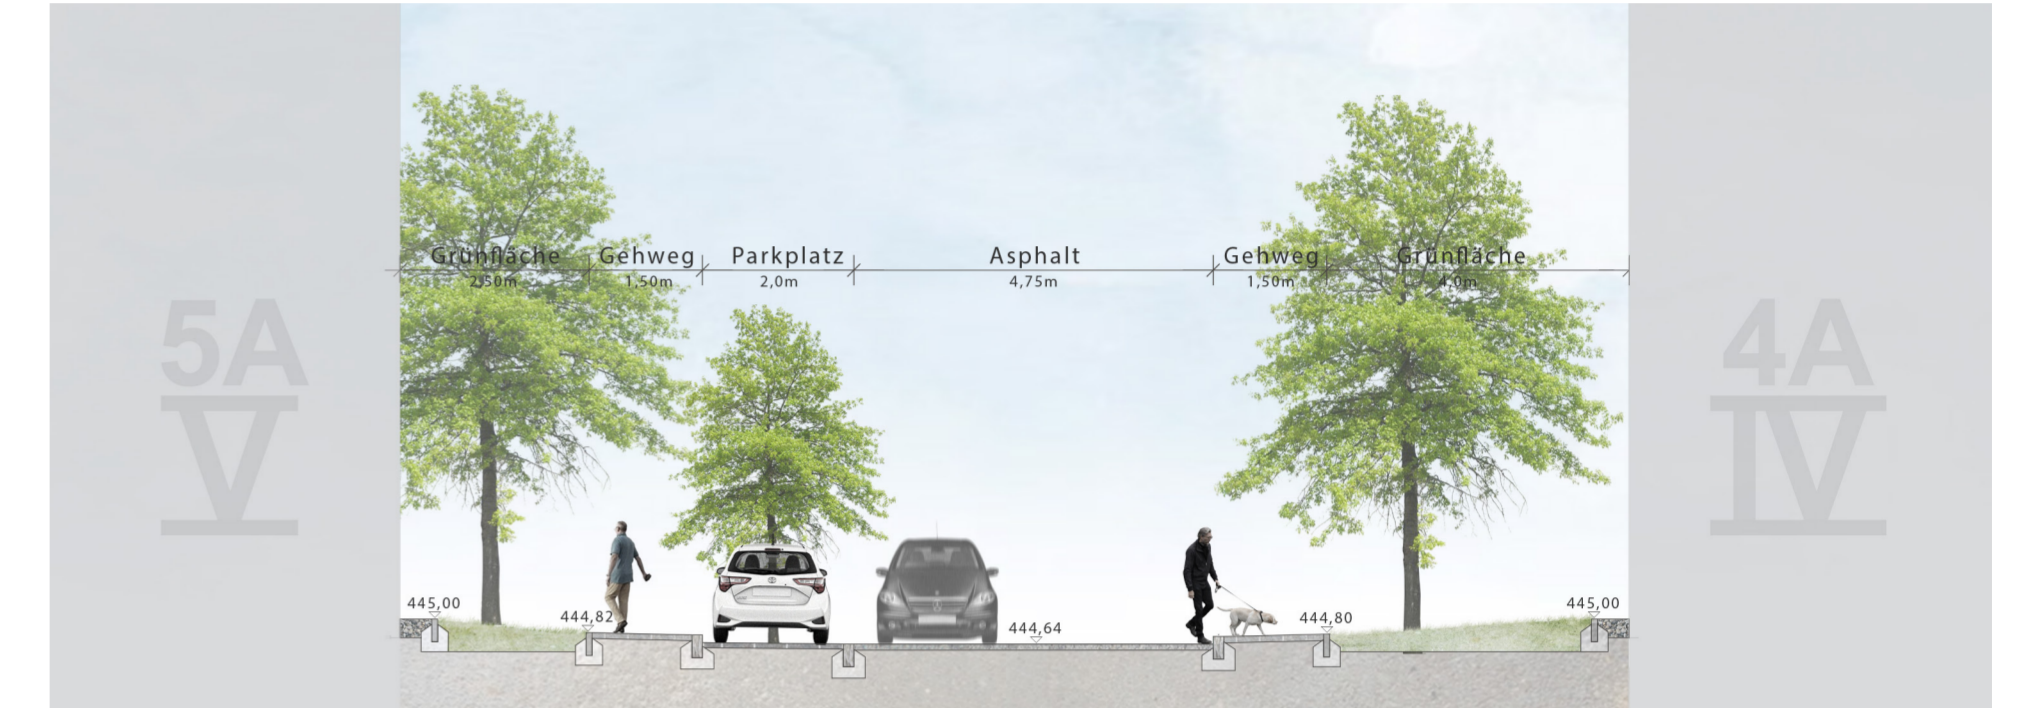 Grünfläche Gehweg Parkplatz Asphalt Gehweg Grünfläche
2,50m 1,50m 2,0m 4,75m 1,50m 4,0m
5A
V
4A
IV
445,00 444,82 444,64 444,80 445,00